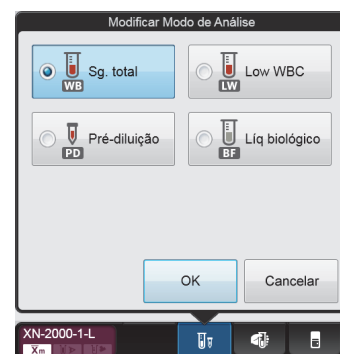 Modificar Modo de Análise
Sg. total
WB
Low WBC
LW
Pré-diluição
PD
Líq biológico
BF
OK
Cancelar
XN-2000-1-L
Xm